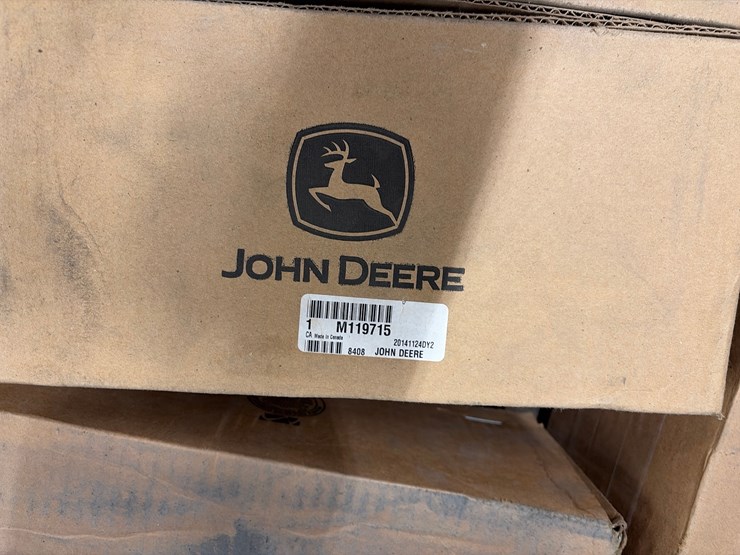 JOHN DEERE
1 M119715
CA Made in Canada
20141124DY2
8408 JOHN DEERE